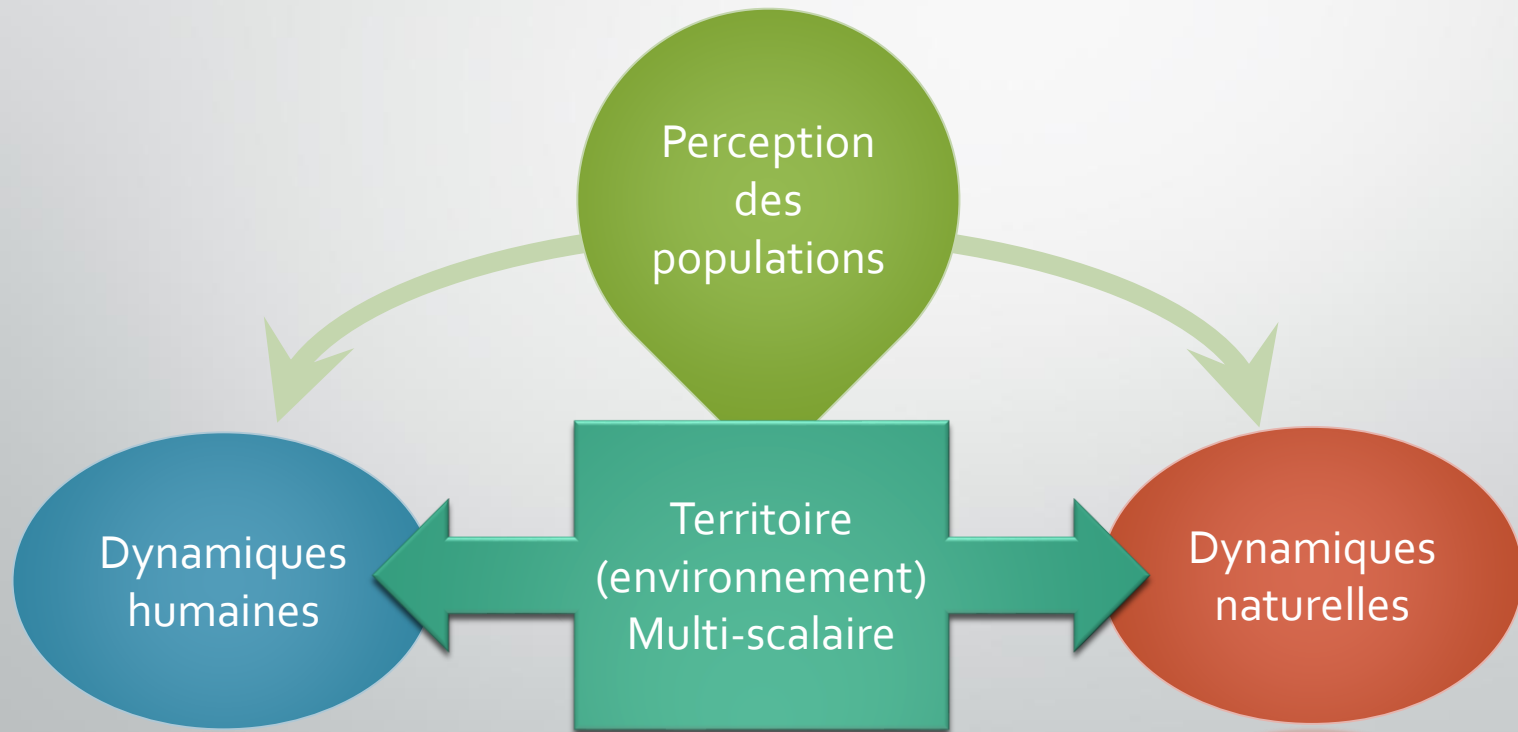 Perception
des
populations
Dynamiques
humaines
Territoire
(environnement)
Multi-scalaire
Dynamiques
naturelles